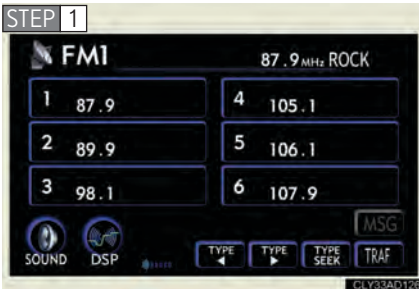 STEP 1
FM1
87.9 MHz ROCK
1 87.9
4 105.1
2 89.9
5 106.1
3 98.1
6 107.9
MSG
SOUND
DSP
TYPE ◀
TYPE ▶
TYPE SEEK
TRAF